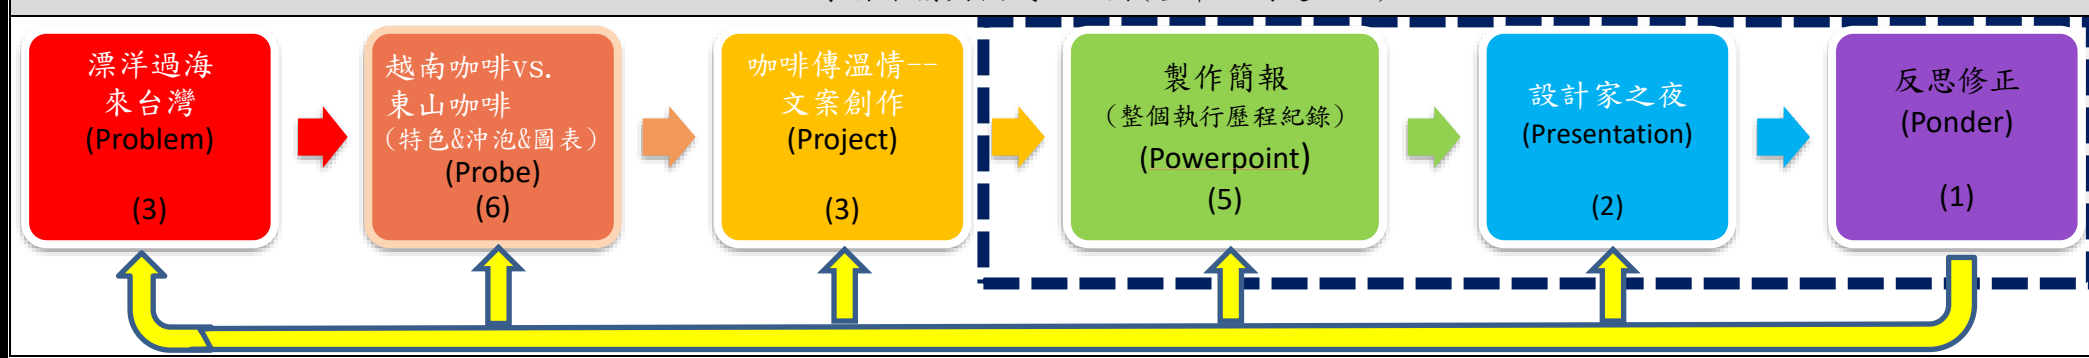 漂洋過海
來台灣
(Problem)
(3)
越南咖啡vs.
東山咖啡
(特色&沖泡&圖表)
(Probe)
(6)
咖啡傳溫情--
文案創作
(Project)
(3)
製作簡報
(整個執行歷程紀錄)
(Powerpoint)
(5)
設計家之夜
(Presentation)
(2)
反思修正
(Ponder)
(1)